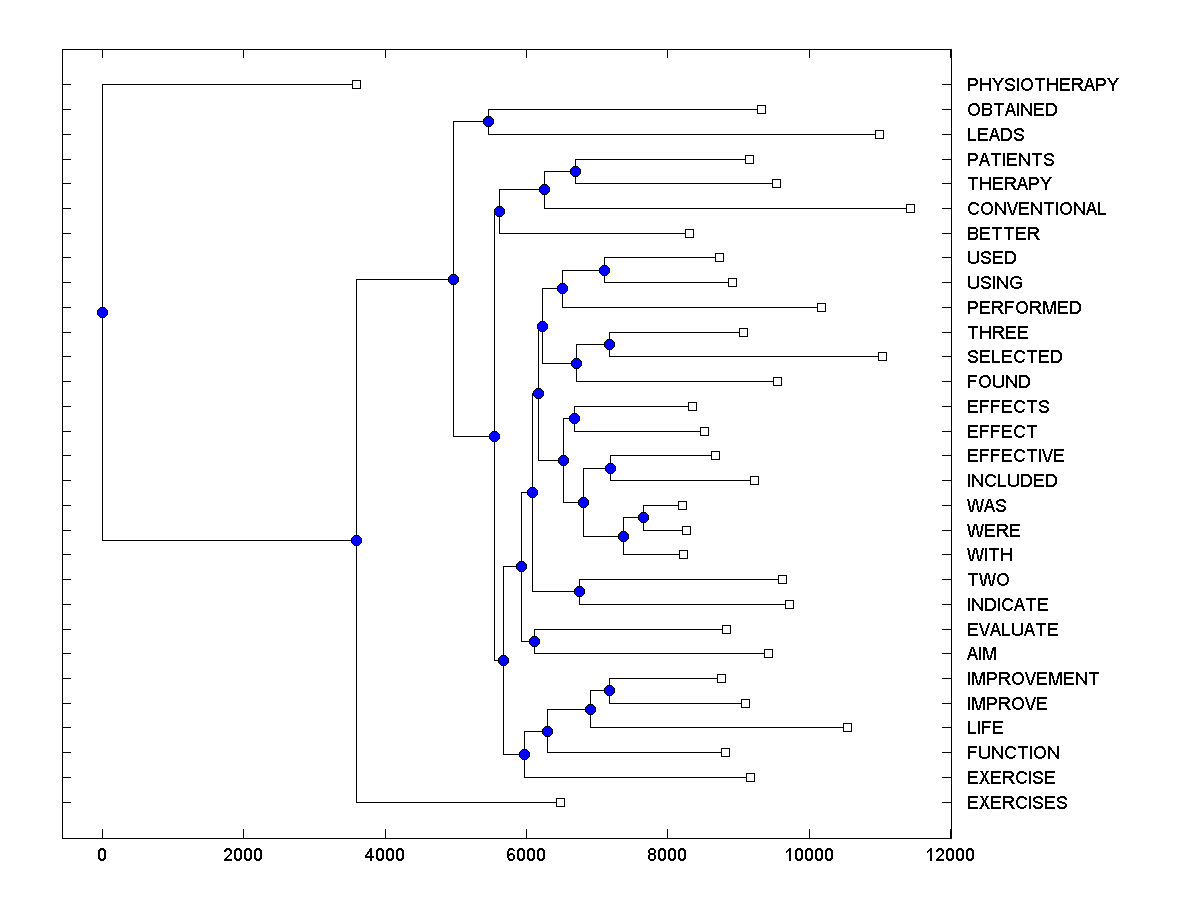 PHYSIOTHERAPY
OBTAINED
LEADS
PATIENTS
THERAPY
CONVENTIONAL
BETTER
USED
USING
PERFORMED
THREE
SELECTED
FOUND
EFFECTS
EFFECT
EFFECTIVE
INCLUDED
WAS
WERE
WITH
TWO
INDICATE
EVALUATE
AIM
IMPROVEMENT
IMPROVE
LIFE
FUNCTION
EXERCISE
EXERCISES
0 2000 4000 6000 8000 10000 12000